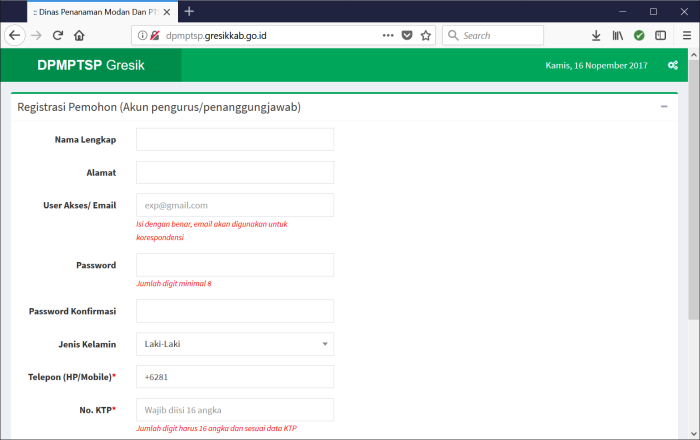 :: Dinas Penanaman Modan Dan PTS
dpmptsp.gresikkab.go.id
Search
DPMPTSP Gresik
Kamis, 16 Nopember 2017
Registrasi Pemohon (Akun pengurus/penanggungjawab)
Nama Lengkap
Alamat
User Akses/ Email
exp@gmail.com
Isi dengan benar, email akan digunakan untuk
korespondensi
Password
Jumlah digit minimal 8
Password Konfirmasi
Jenis Kelamin
Laki-Laki
Telepon (HP/Mobile)*
+6281
No. KTP*
Wajib diisi 16 angka
Jumlah digit harus 16 angka dan sesuai data KTP